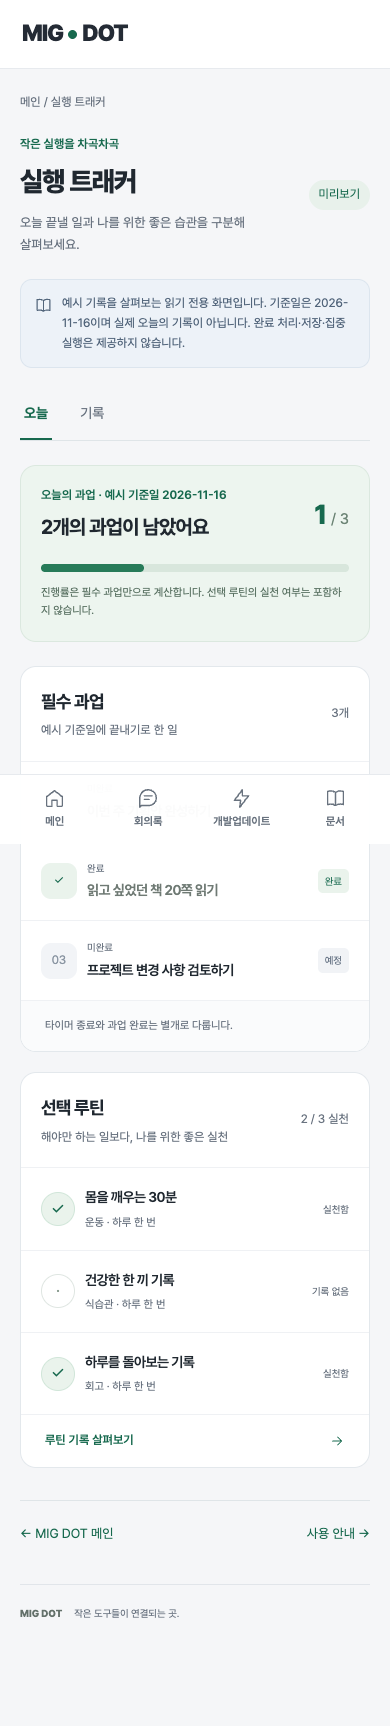 MIG DOT
메인 / 실행 트래커
작은 실행을 차곡차곡
실행 트래커
미리보기
오늘 끝낼 일과 나를 위한 좋은 습관을 구분해
살펴보세요.
예시 기록을 살펴보는 읽기 전용 화면입니다. 기준일은 2026-
11-16이며 실제 오늘의 기록이 아닙니다. 완료 처리·저장·집중
실행은 제공하지 않습니다.
오늘 기록
오늘의 과업 · 예시 기준일 2026-11-16
2개의 과업이 남았어요
1 / 3
진행률은 필수 과업만으로 계산합니다. 선택 루틴의 실천 여부는 포함하
지 않습니다.
필수 과업
3개
예시 기준일에 끝내기로 한 일
메인 회의록 개발업데이트 문서
완료
읽고 싶었던 책 20쪽 읽기
완료
03
미완료
프로젝트 변경 사항 검토하기
예정
타이머 종료와 과업 완료는 별개로 다룹니다.
선택 루틴
2 / 3 실천
해야만 하는 일보다, 나를 위한 좋은 실천
몸을 깨우는 30분
운동 · 하루 한 번
실천함
건강한 한 끼 기록
식습관 · 하루 한 번
기록 없음
하루를 돌아보는 기록
회고 · 하루 한 번
실천함
루틴 기록 살펴보기 →
← MIG DOT 메인
사용 안내 →
MIG DOT 작은 도구들이 연결되는 곳.